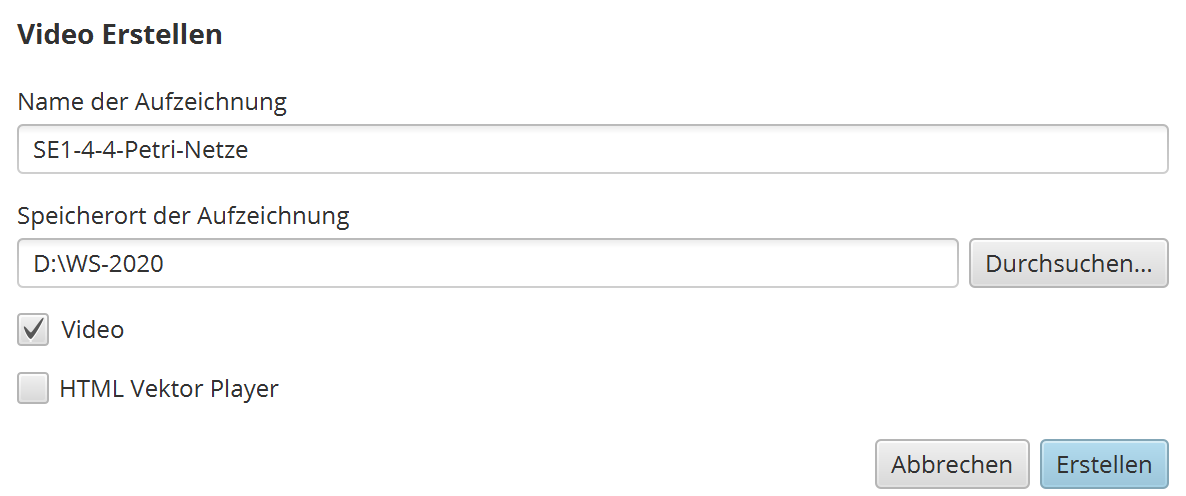 Video Erstellen
Name der Aufzeichnung
SE1-4-4-Petri-Netze
Speicherort der Aufzeichnung
D:\WS-2020
Durchsuchen...
Video
HTML Vektor Player
Abbrechen
Erstellen